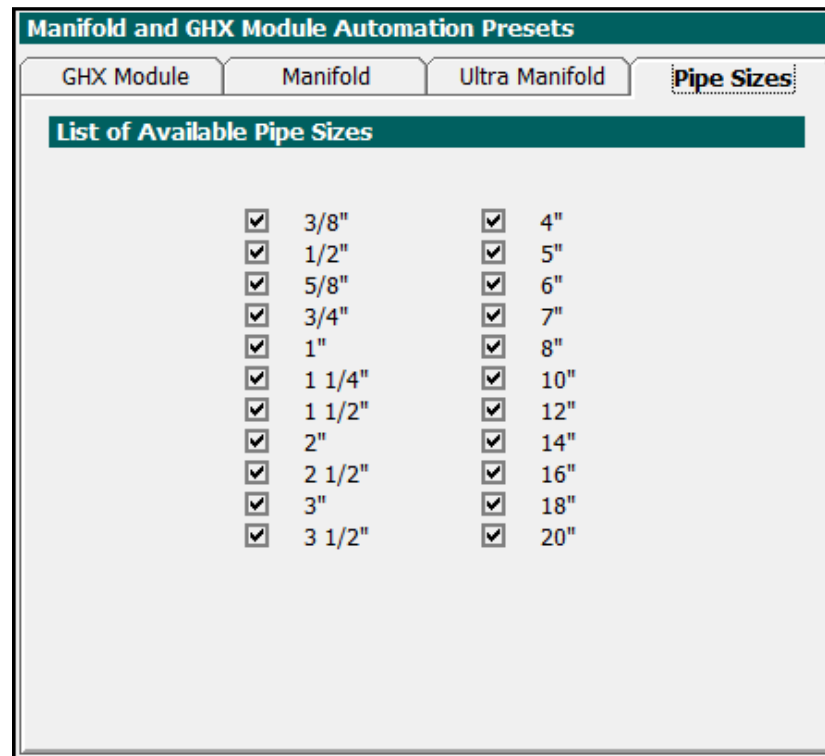 Manifold and GHX Module Automation Presets
GHX Module Manifold Ultra Manifold Pipe Sizes
List of Available Pipe Sizes
3/8" 4"
1/2" 5"
5/8" 6"
3/4" 7"
1" 8"
1 1/4" 10"
1 1/2" 12"
2" 14"
2 1/2" 16"
3" 18"
3 1/2" 20"